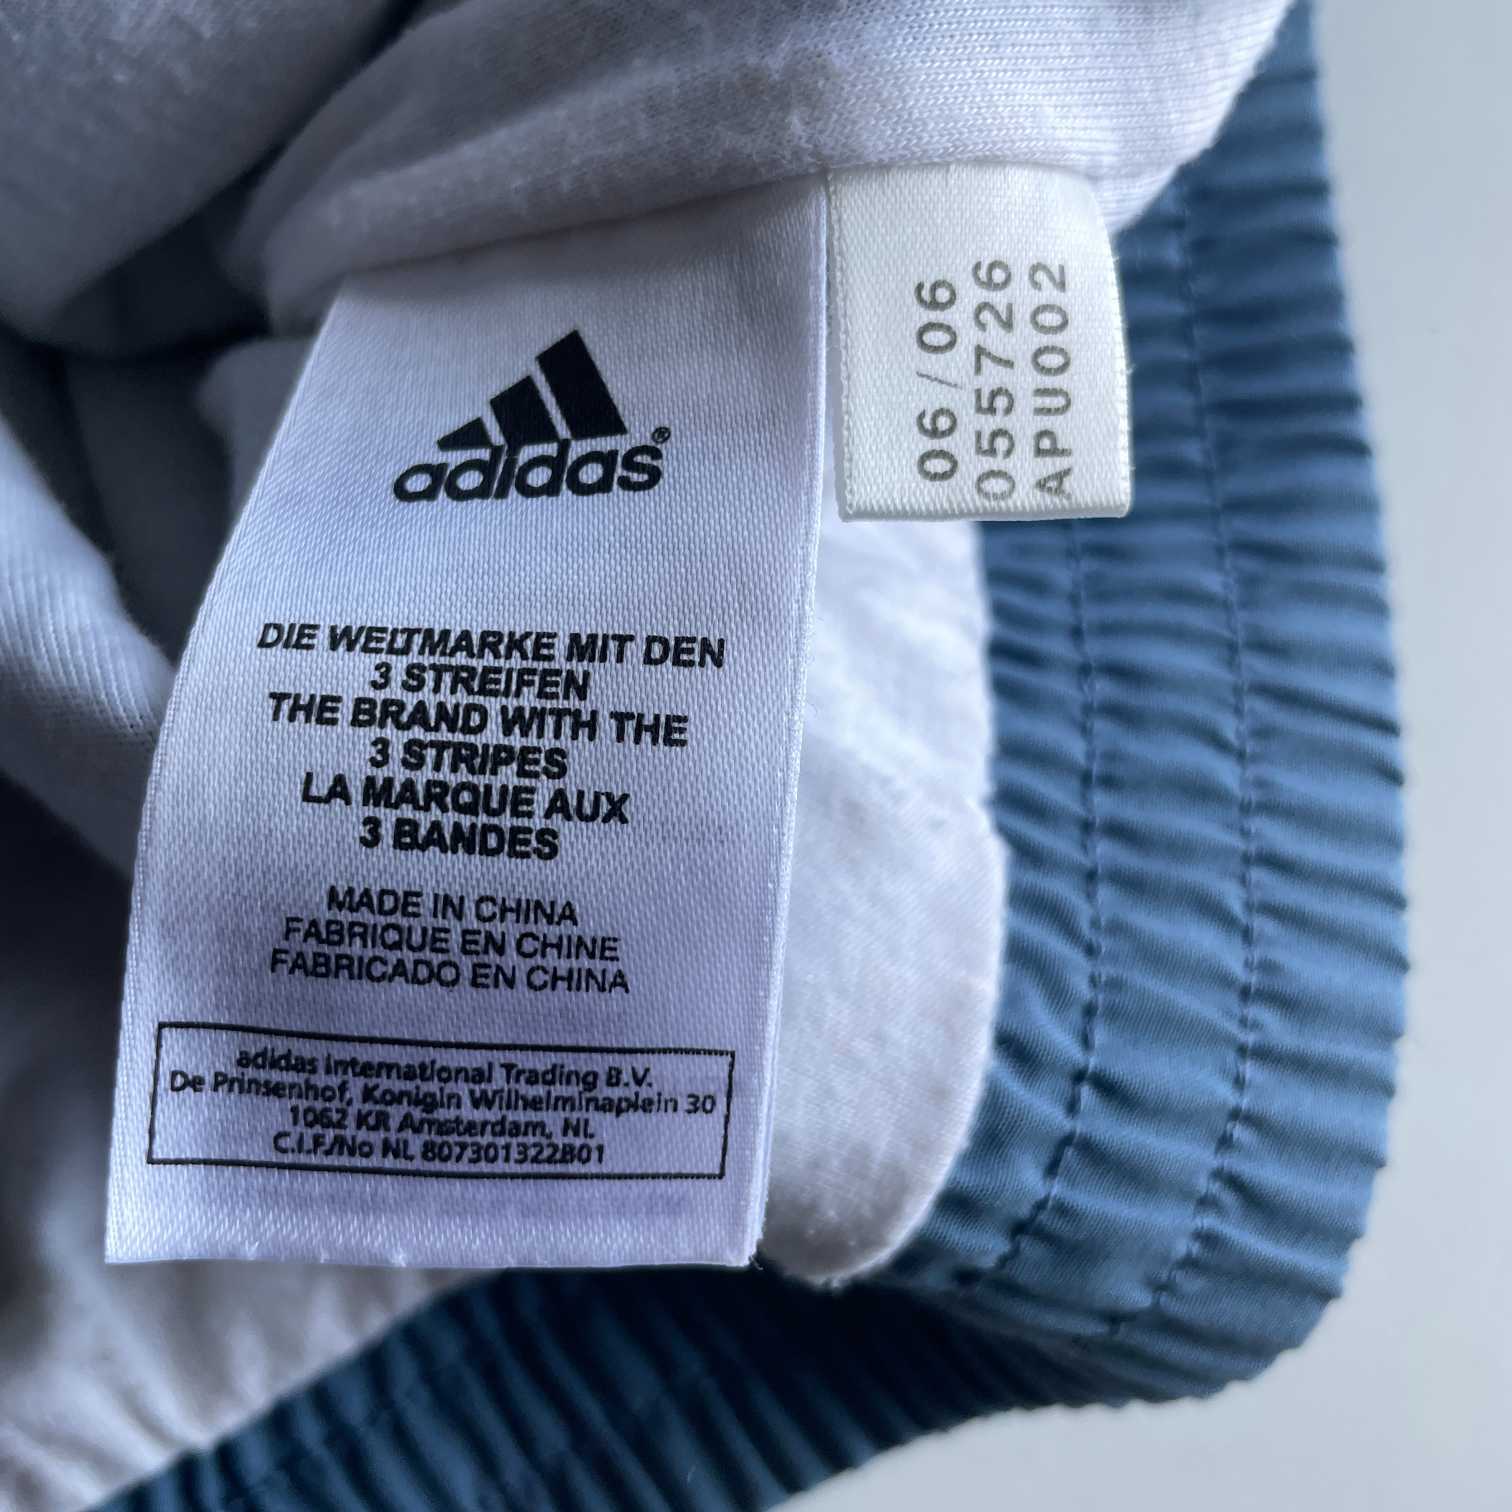 adidas®
DIE WELTMARKE MIT DEN
3 STREIFEN
THE BRAND WITH THE
3 STRIPES
LA MARQUE AUX
3 BANDES
MADE IN CHINA
FABRIQUE EN CHINE
FABRICADO EN CHINA
adidas International Trading B.V.
De Prinsenhof, Konigin Wilhelminaplein 30
1062 KR Amsterdam, NL
C.I.F./No NL 807301322B01
06/06
055726
APU002